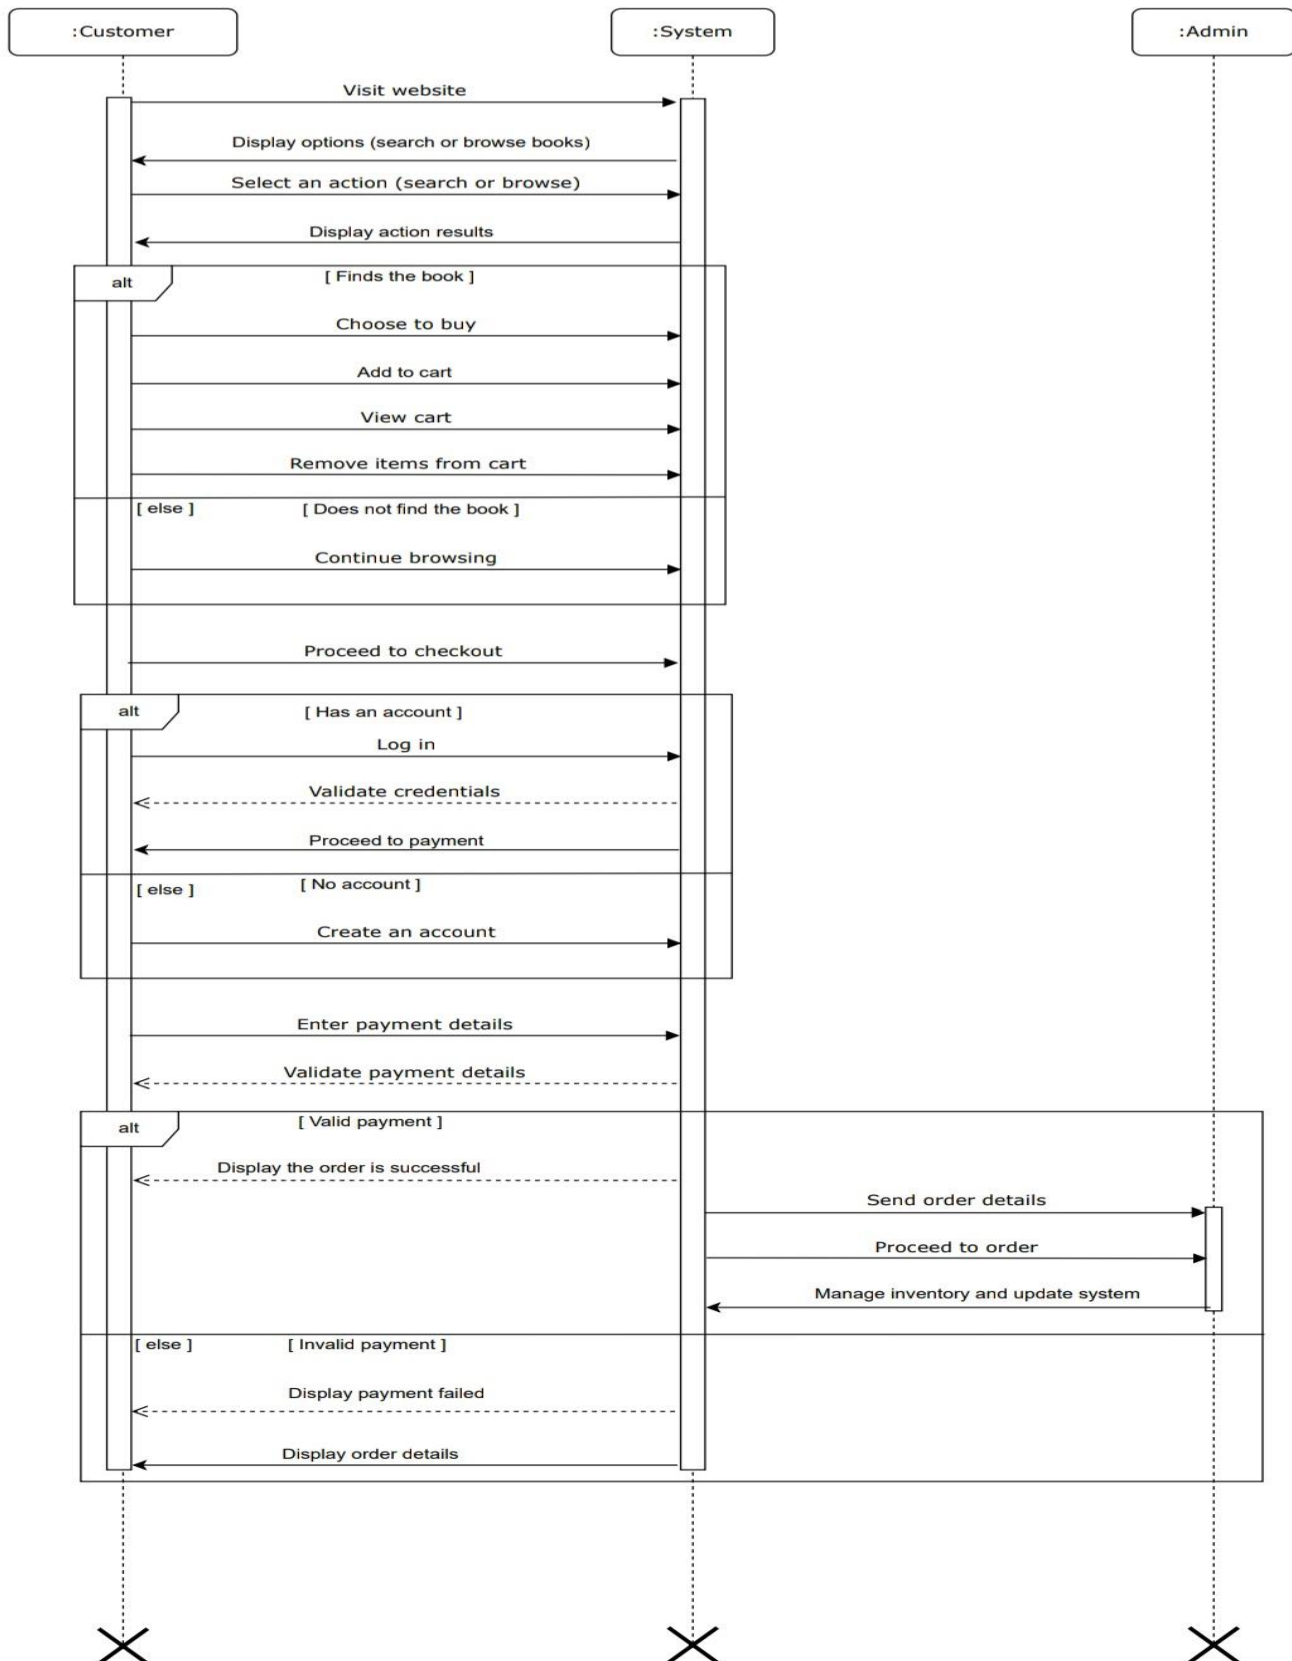 :Customer
:System
:Admin
Visit website
Display options (search or browse books)
Select an action (search or browse)
Display action results
alt
[ Finds the book ]
Choose to buy
Add to cart
View cart
Remove items from cart
[ else ]
[ Does not find the book ]
Continue browsing
Proceed to checkout
alt
[ Has an account ]
Log in
Validate credentials
Proceed to payment
[ else ]
[ No account ]
Create an account
Enter payment details
Validate payment details
alt
[ Valid payment ]
Display the order is successful
Send order details
Proceed to order
Manage inventory and update system
[ else ]
[ Invalid payment ]
Display payment failed
Display order details